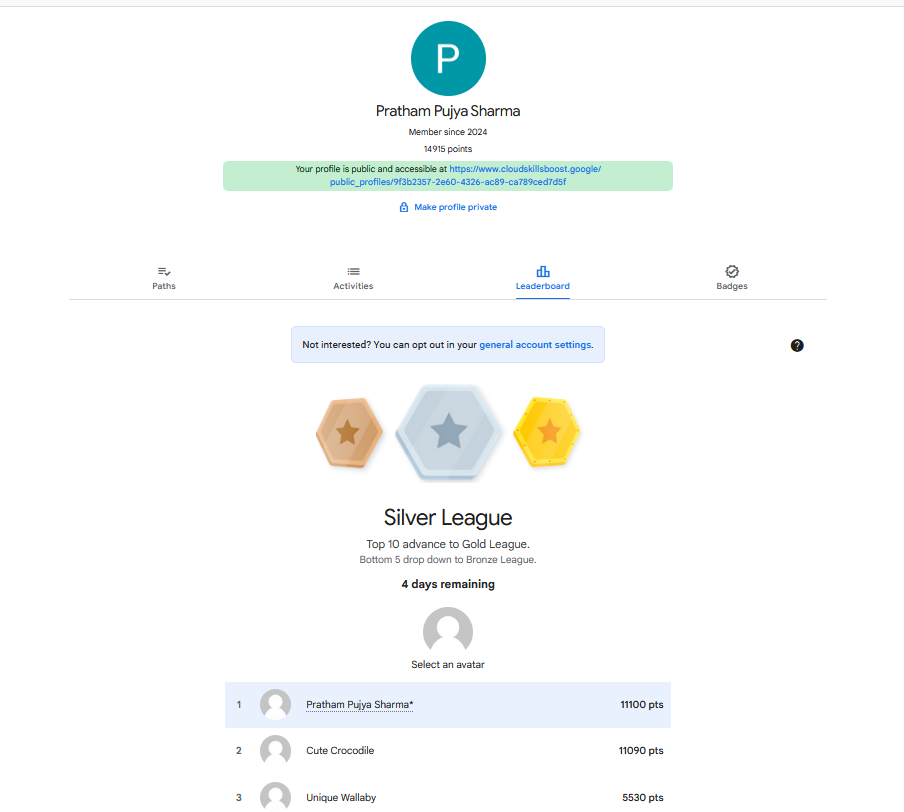 P
Pratham Pujya Sharma
Member since 2024
14915 points
Your profile is public and accessible at https://www.cloudskillsboost.google/
public_profiles/9f3b2357-2e60-4326-ac89-ca789ced7d5f
Make profile private
Paths Activities Leaderboard Badges
Not interested? You can opt out in your general account settings.
?
Silver League
Top 10 advance to Gold League.
Bottom 5 drop down to Bronze League.
4 days remaining
Select an avatar
1 Pratham Pujya Sharma* 11100 pts
2 Cute Crocodile 11090 pts
3 Unique Wallaby 5530 pts